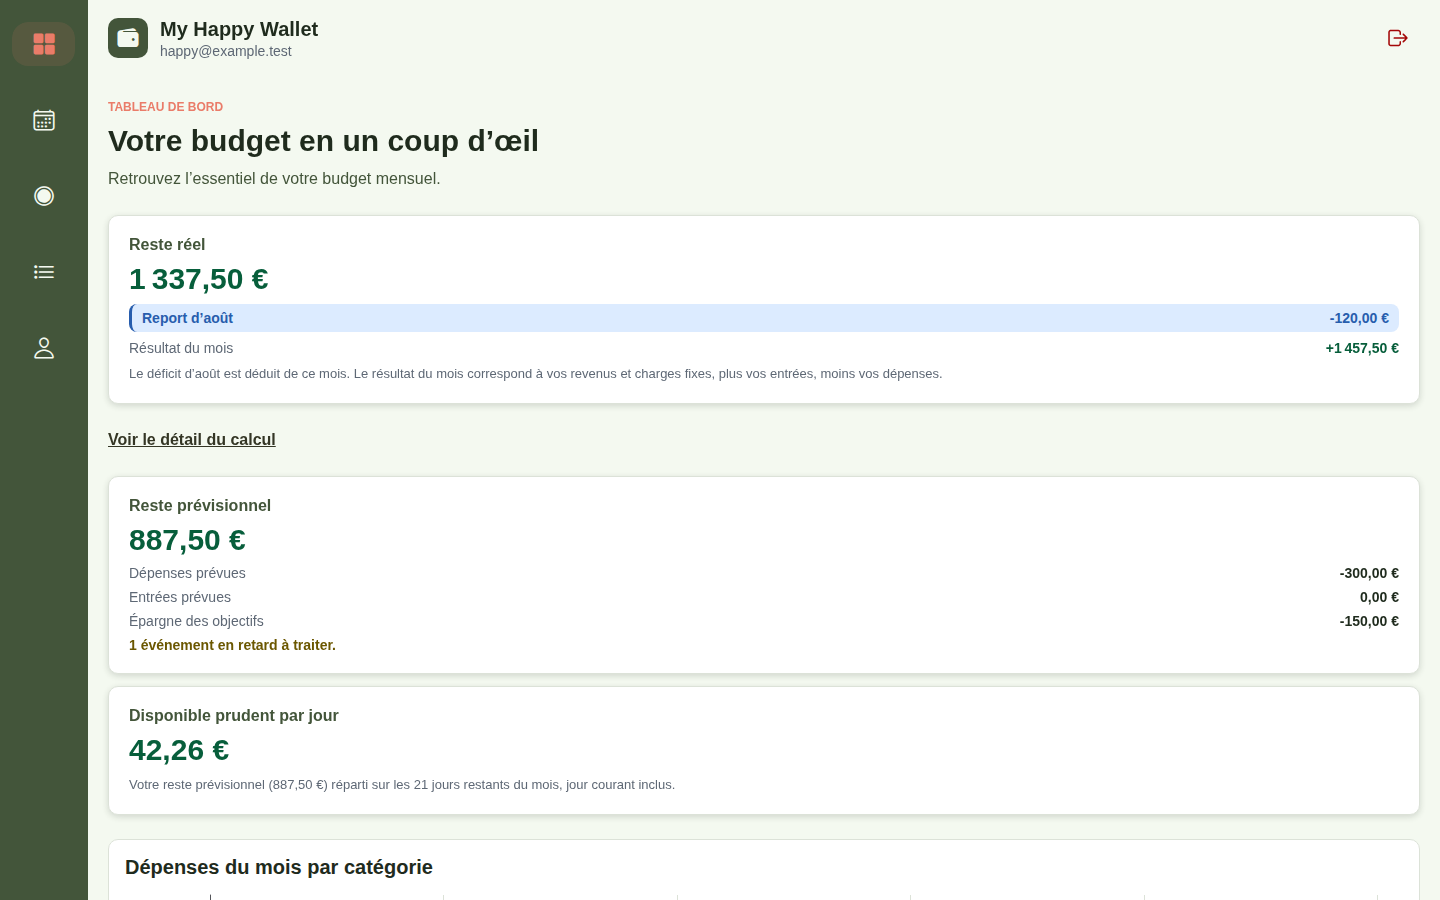 My Happy Wallet
happy@example.test
TABLEAU DE BORD
Votre budget en un coup d’œil
Retrouvez l’essentiel de votre budget mensuel.
Reste réel
1 337,50 €
Report d’août -120,00 €
Résultat du mois +1 457,50 €
Le déficit d’août est déduit de ce mois. Le résultat du mois correspond à vos revenus et charges fixes, plus vos entrées, moins vos dépenses.
Voir le détail du calcul
Reste prévisionnel
887,50 €
Dépenses prévues -300,00 €
Entrées prévues 0,00 €
Épargne des objectifs -150,00 €
1 événement en retard à traiter.
Disponible prudent par jour
42,26 €
Votre reste prévisionnel (887,50 €) réparti sur les 21 jours restants du mois, jour courant inclus.
Dépenses du mois par catégorie